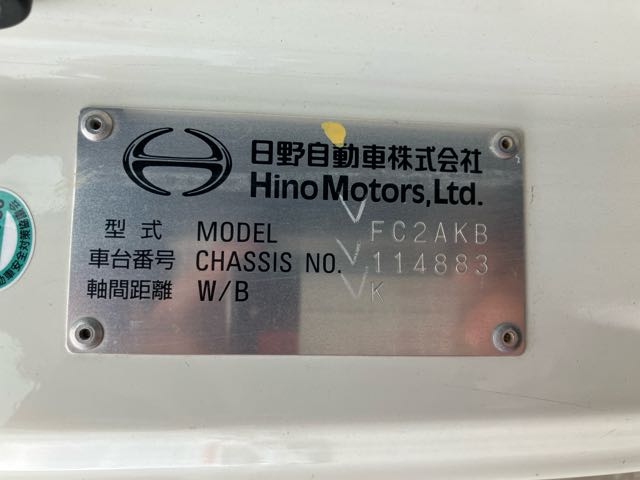 日野自動車株式会社
Hino Motors, Ltd.
型式 MODEL FC2AKB
車台番号 CHASSIS NO. 114883
軸間距離 W/B K